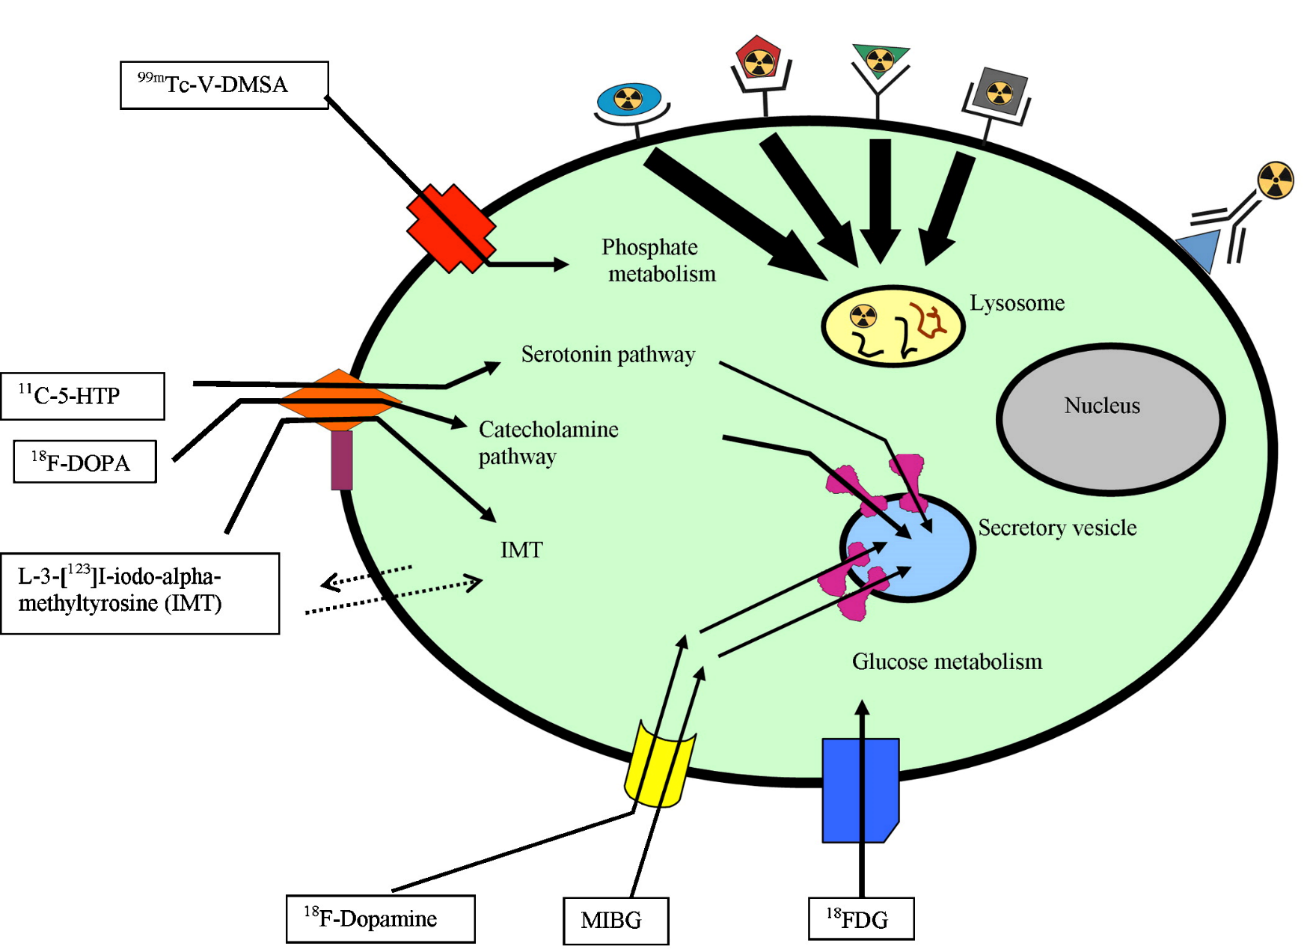 ⁹⁹ᵐTc-V-DMSA
Phosphate
metabolism
Lysosome
Serotonin pathway
¹¹C-5-HTP
Nucleus
Catecholamine
pathway
¹⁸F-DOPA
Secretory vesicle
IMT
L-3-[¹²³]I-iodo-alpha-
methyltyrosine (IMT)
Glucose metabolism
¹⁸F-Dopamine
MIBG
¹⁸FDG